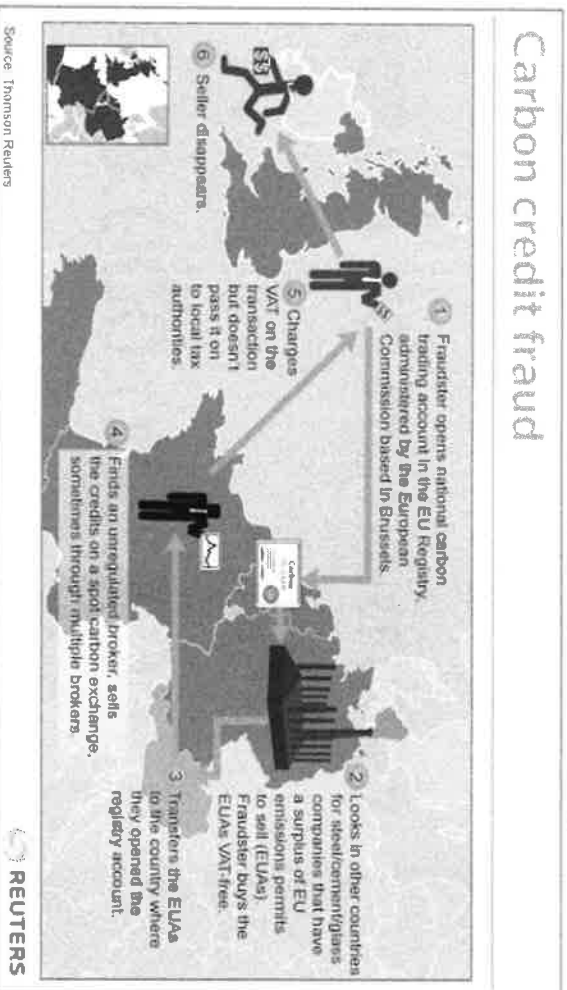 Carbon credit fraud
1 Fraudster opens national carbon
trading account in the EU Registry,
administered by the European
Commission based in Brussels.
2 Looks in other countries
for steel/cement/glass
companies that have
a surplus of EU
emissions permits
to sell (EUAs).
Fraudster buys the
EUAs VAT-free.
3 Transfers the EUAs
to the country where
they opened the
registry account.
4 Finds an unregulated broker, sells
the credits on a spot carbon exchange,
sometimes through multiple brokers.
5 Charges
VAT on the
transaction
but doesn't
pass it on
to local tax
authorities.
6 Seller disappears.
$$
$$
Carbon
Source: Thomson Reuters
REUTERS